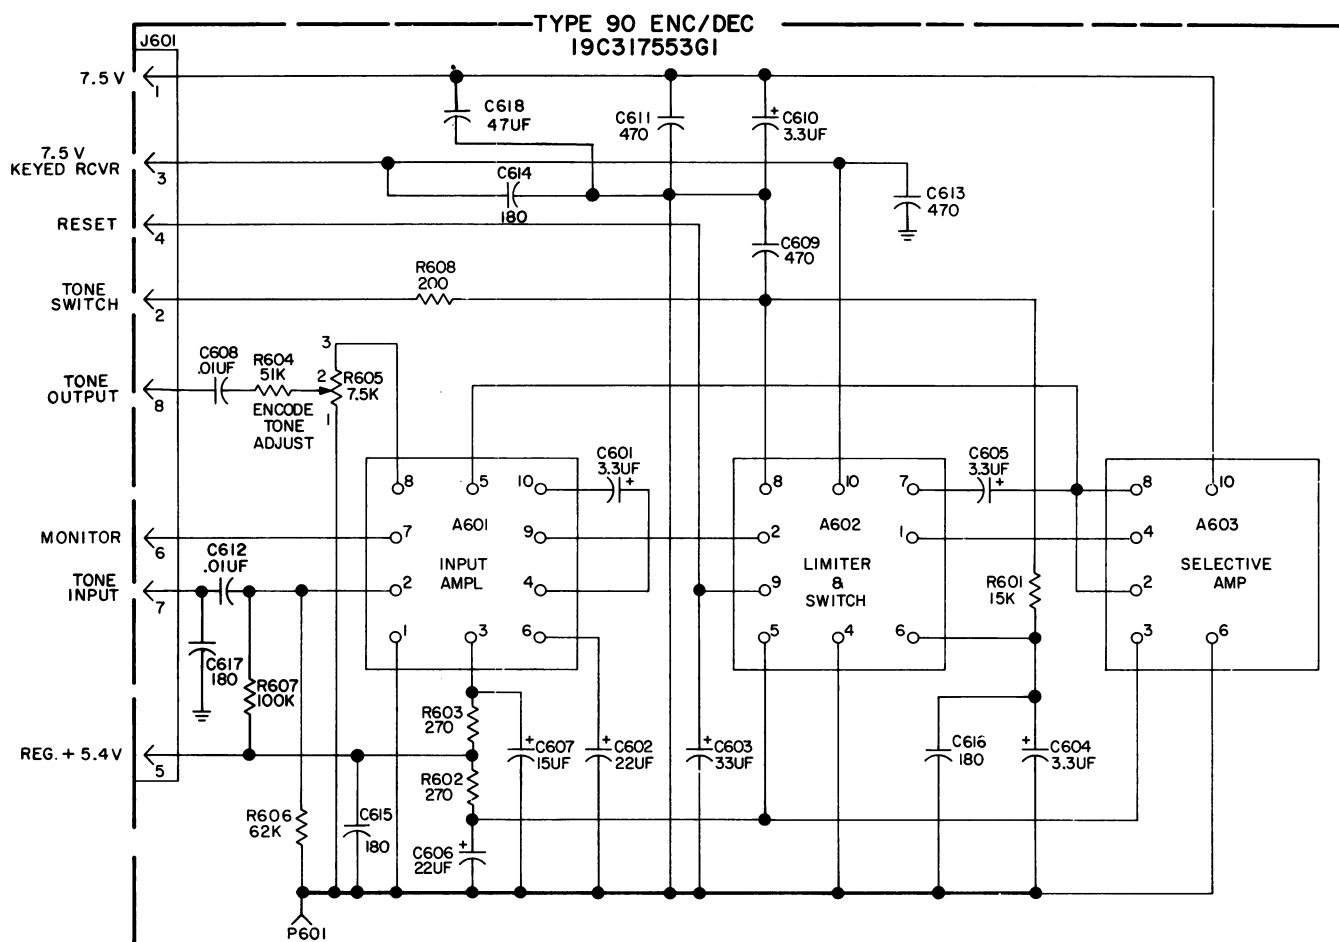 TYPE 90 ENC/DEC
19C317553G1
J601
7.5 V
1
C618
47UF
C611
470
+
C610
3.3UF
7.5 V
KEYED RCVR
3
C614
180
C613
470
RESET
4
C609
470
R608
200
TONE
SWITCH
2
C608
.01UF
R604
51K
3
2
1
R605
7.5K
TONE
OUTPUT
8
ENCODE
TONE
ADJUST
C601
3.3UF
+
C605
3.3UF
+
8
5
10
8
10
7
8
10
A601
A602
A603
MONITOR
6
7
9
2
1
4
C612
.01UF
INPUT
AMPL
LIMITER
&
SWITCH
SELECTIVE
AMP
TONE
INPUT
7
2
4
9
R601
15K
2
1
3
6
5
4
6
3
6
C617
180
R607
100K
R603
270
+
C607
15UF
+
C602
22UF
+
C603
33UF
C616
180
+
C604
3.3UF
REG. + 5.4V
5
R602
270
R606
62K
C615
180
C606
22UF
+
P601